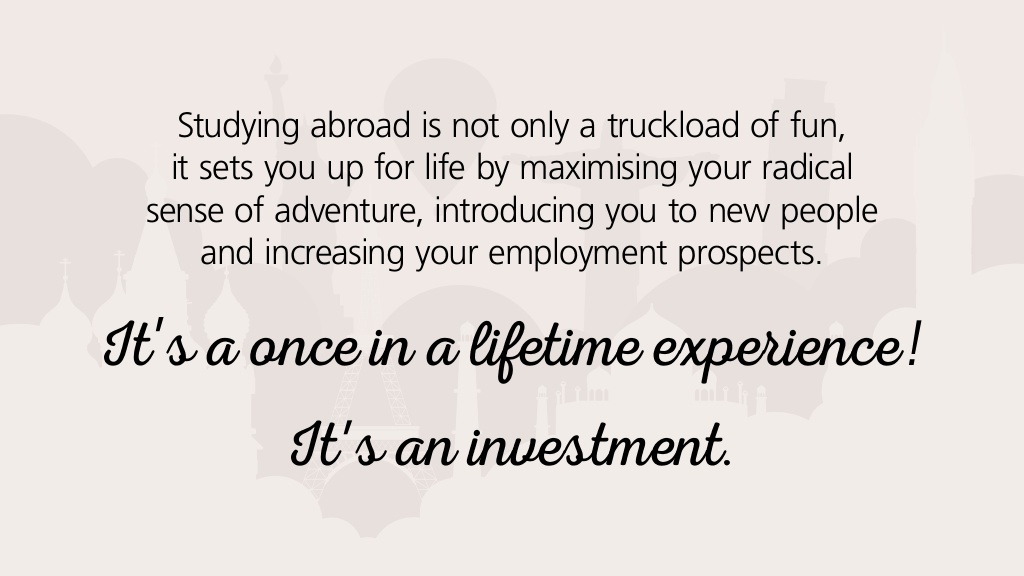 Studying abroad is not only a truckload of fun,
it sets you up for life by maximising your radical
sense of adventure, introducing you to new people
and increasing your employment prospects.
It's a once in a lifetime experience!
It's an investment.